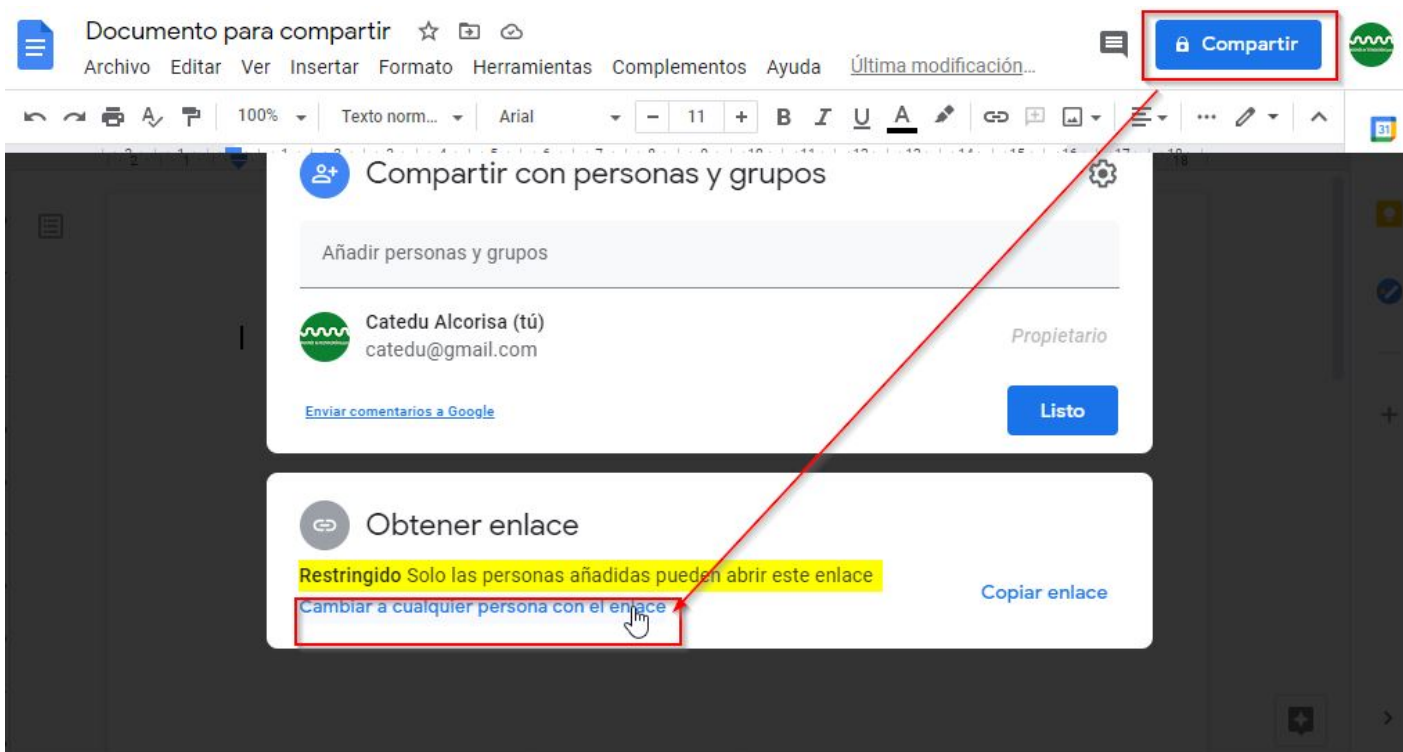 Documento para compartir
Compartir
Archivo Editar Ver Insertar Formato Herramientas Complementos Ayuda Última modificación...
100% Texto norm... Arial - 11 + B I U A
31
Compartir con personas y grupos
Añadir personas y grupos
Catedu Alcorisa (tú)
catedu@gmail.com
Propietario
Enviar comentarios a Google
Listo
Obtener enlace
Restringido Solo las personas añadidas pueden abrir este enlace
Cambiar a cualquier persona con el enlace
Copiar enlace